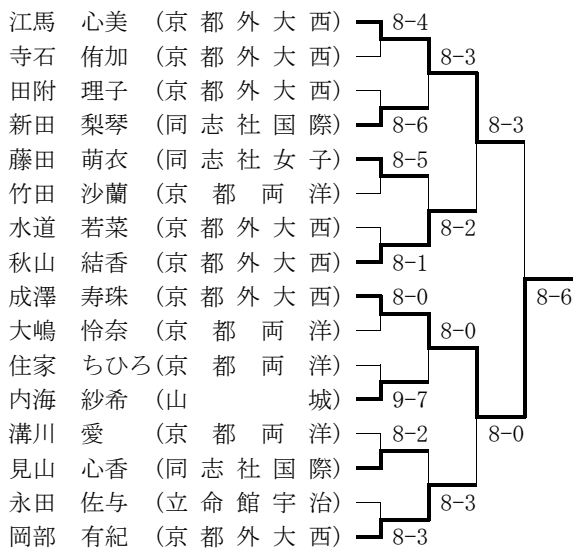 江馬 心美 (京都外大西) 8-4
寺石 侑加 (京都外大西) 8-3
田附 理子 (京都外大西)
新田 梨琴 (同志社国際) 8-6 8-3
藤田 萌衣 (同志社女子) 8-5
竹田 沙蘭 (京都両洋)
水道 若菜 (京都外大西) 8-2
秋山 結香 (京都外大西) 8-1
成澤 寿珠 (京都外大西) 8-0 8-6
大嶋 怜奈 (京都両洋) 8-0
住家 ちひろ(京都両洋)
内海 紗希 (山城) 9-7
溝川 愛 (京都両洋) 8-2 8-0
見山 心香 (同志社国際)
永田 佐与 (立命館宇治) 8-3
岡部 有紀 (京都外大西) 8-3